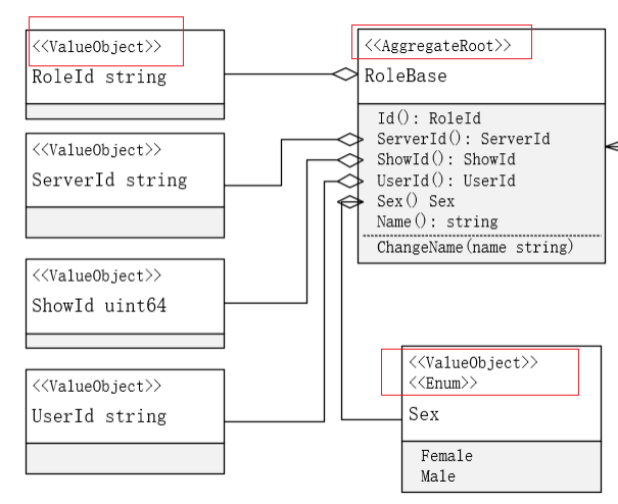 <<ValueObject>>
RoleId string
<<ValueObject>>
ServerId string
<<ValueObject>>
ShowId uint64
<<ValueObject>>
UserId string
<<AggregateRoot>>
RoleBase
Id(): RoleId
ServerId(): ServerId
ShowId(): ShowId
UserId(): UserId
Sex() Sex
Name(): string
ChangeName(name string)
<<ValueObject>>
<<Enum>>
Sex
Female
Male